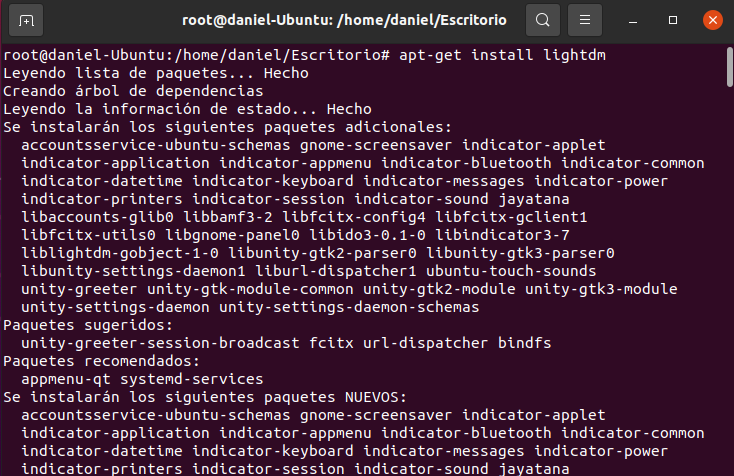 root@daniel-Ubuntu: /home/daniel/Escritorio
root@daniel-Ubuntu:/home/daniel/Escritorio# apt-get install lightdm
Leyendo lista de paquetes... Hecho
Creando árbol de dependencias
Leyendo la información de estado... Hecho
Se instalarán los siguientes paquetes adicionales:
  accountsservice-ubuntu-schemas gnome-screensaver indicator-applet
  indicator-application indicator-appmenu indicator-bluetooth indicator-common
  indicator-datetime indicator-keyboard indicator-messages indicator-power
  indicator-printers indicator-session indicator-sound jayatana
  libaccounts-glib0 libbamf3-2 libfcitx-config4 libfcitx-gclient1
  libfcitx-utils0 libgnome-panel0 libido3-0.1-0 libindicator3-7
  liblightdm-gobject-1-0 libunity-gtk2-parser0 libunity-gtk3-parser0
  libunity-settings-daemon1 liburl-dispatcher1 ubuntu-touch-sounds
  unity-greeter unity-gtk-module-common unity-gtk2-module unity-gtk3-module
  unity-settings-daemon unity-settings-daemon-schemas
Paquetes sugeridos:
  unity-greeter-session-broadcast fcitx url-dispatcher bindfs
Paquetes recomendados:
  appmenu-qt systemd-services
Se instalarán los siguientes paquetes NUEVOS:
  accountsservice-ubuntu-schemas gnome-screensaver indicator-applet
  indicator-application indicator-appmenu indicator-bluetooth indicator-common
  indicator-datetime indicator-keyboard indicator-messages indicator-power
  indicator-printers indicator-session indicator-sound jayatana